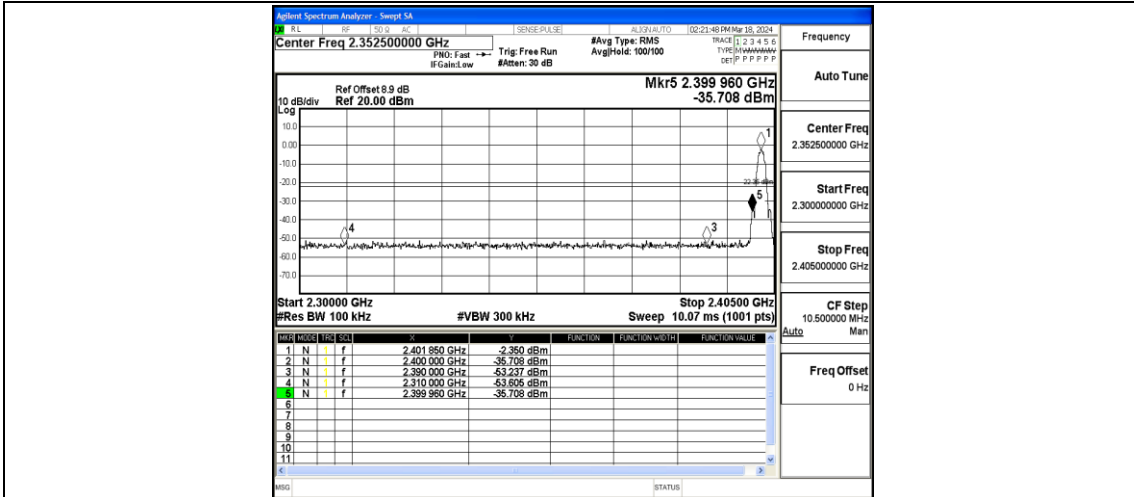 Agilent Spectrum Analyzer - Swept SA
RL RF 50 Ω AC SENSE:PULSE ALIGN AUTO 02:21:48 PM Mar 18, 2024
Center Freq 2.352500000 GHz
PNO: Fast
IFGain:Low
Trig: Free Run
#Atten: 30 dB
#Avg Type: RMS
Avg|Hold: 100/100
TRACE 1 2 3 4 5 6
TYPE
DET P P P P P P
Frequency
Auto Tune
Mkr5 2.399 960 GHz
-35.708 dBm
Ref Offset 8.9 dB
10 dB/div Ref 20.00 dBm
Log
10.0
0.00
-10.0
-20.0
-30.0
-40.0
-50.0
-60.0
-70.0
1
5
3
4
Center Freq
2.352500000 GHz
Start Freq
2.300000000 GHz
Stop Freq
2.405000000 GHz
Start 2.30000 GHz Stop 2.40500 GHz
#Res BW 100 kHz #VBW 300 kHz Sweep 10.07 ms (1001 pts)
CF Step
10.500000 MHz
Auto Man
Freq Offset
0 Hz
MKR MODE TRC SCL X Y FUNCTION FUNCTION WIDTH FUNCTION VALUE
1 N 1 f 2.401 850 GHz -2.350 dBm
2 N 1 f 2.400 000 GHz -35.708 dBm
3 N 1 f 2.390 000 GHz -53.237 dBm
4 N 1 f 2.310 000 GHz -53.605 dBm
5 N 1 f 2.399 960 GHz -35.708 dBm
6
7
8
9
10
11
MSG STATUS